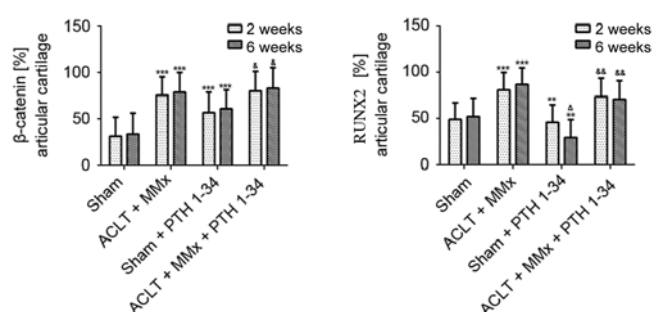 β-catenin [%]
articular cartilage
150
100
50
0
2 weeks
6 weeks
***
***
***
***
&
&
Sham
ACLT + MMx
Sham + PTH 1-34
ACLT + MMx + PTH 1-34
RUNX2 [%]
articular cartilage
150
100
50
0
2 weeks
6 weeks
***
***
**
Δ
**
&&
&&
Sham
ACLT + MMx
Sham + PTH 1-34
ACLT + MMx + PTH 1-34